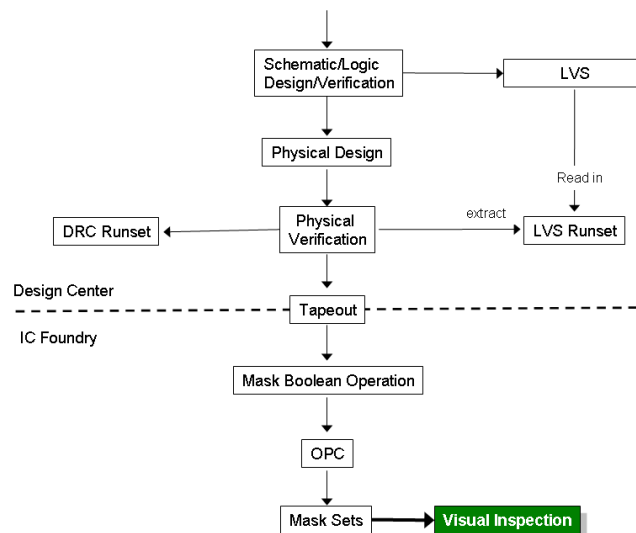 Schematic/Logic
Design/Verification
LVS
Physical Design
Read in
DRC Runset
Physical
Verification
extract
LVS Runset
Design Center
Tapeout
IC Foundry
Mask Boolean Operation
OPC
Mask Sets
Visual Inspection